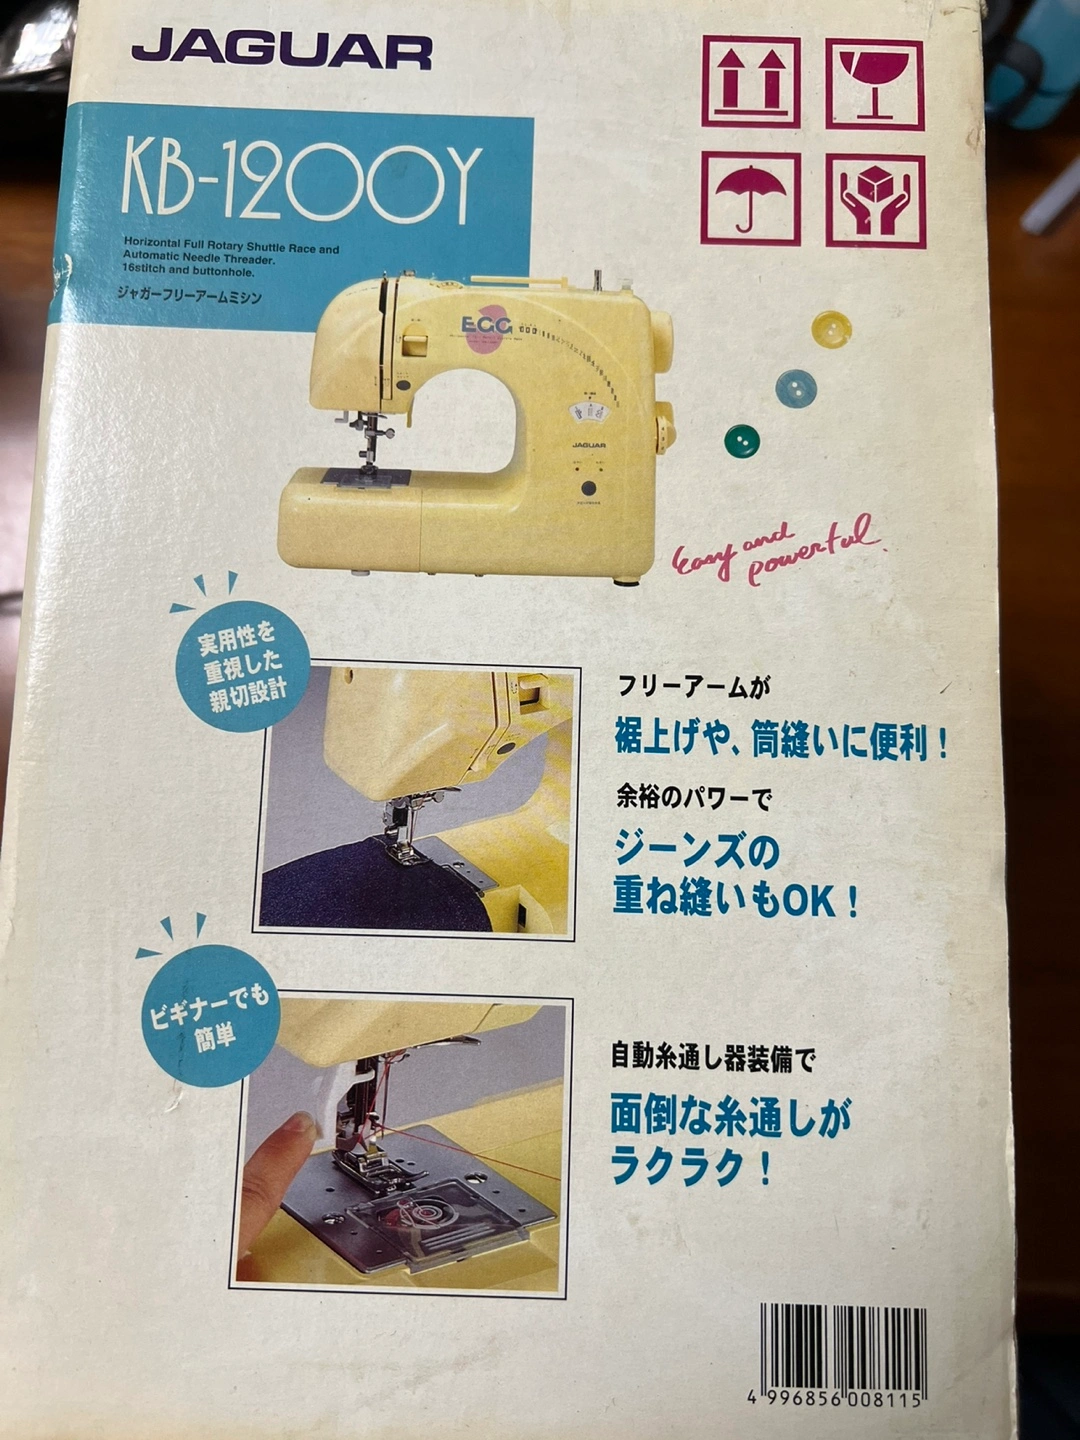 JAGUAR
KB-1200Y
Horizontal Full Rotary Shuttle Race and
Automatic Needle Threader.
16stitch and buttonhole.
ジャガーフリーアームミシン
EGG
JAGUAR
Easy and
powerful.
実用性を
重視した
親切設計
フリーアームが
裾上げや、筒縫いに便利！
余裕のパワーで
ジーンズの
重ね縫いもOK！
ビギナーでも
簡単
自動糸通し器装備で
面倒な糸通しが
ラクラク！
4 996856 008115